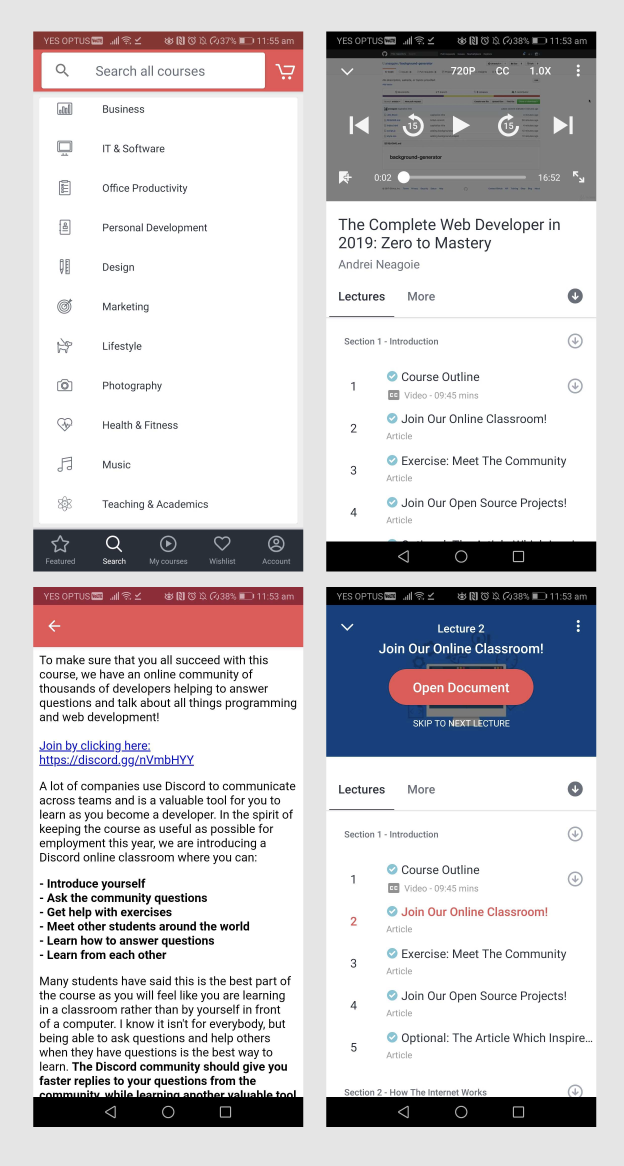 YES OPTUS 37% 11:55 am
Search all courses
Business
IT & Software
Office Productivity
Personal Development
Design
Marketing
Lifestyle
Photography
Health & Fitness
Music
Teaching & Academics
Featured Search My courses Wishlist Account
YES OPTUS 38% 11:53 am
720P CC 1.0X
15 15
background-generator
0:02 16:52
The Complete Web Developer in
2019: Zero to Mastery
Andrei Neagoie
Lectures More
Section 1 - Introduction
1 Course Outline
CC Video - 09:45 mins
2 Join Our Online Classroom!
Article
3 Exercise: Meet The Community
Article
4 Join Our Open Source Projects!
Article
YES OPTUS 38% 11:53 am
To make sure that you all succeed with this
course, we have an online community of
thousands of developers helping to answer
questions and talk about all things programming
and web development!
Join by clicking here:
https://discord.gg/nVmbHYY
A lot of companies use Discord to communicate
across teams and is a valuable tool for you to
learn as you become a developer. In the spirit of
keeping the course as useful as possible for
employment this year, we are introducing a
Discord online classroom where you can:
- Introduce yourself
- Ask the community questions
- Get help with exercises
- Meet other students around the world
- Learn how to answer questions
- Learn from each other
Many students have said this is the best part of
the course as you will feel like you are learning
in a classroom rather than by yourself in front
of a computer. I know it isn't for everybody, but
being able to ask questions and help others
when they have questions is the best way to
learn. The Discord community should give you
faster replies to your questions from the
community, while learning another valuable tool
YES OPTUS 38% 11:53 am
Lecture 2
Join Our Online Classroom!
Open Document
SKIP TO NEXT LECTURE
Lectures More
Section 1 - Introduction
1 Course Outline
CC Video - 09:45 mins
2 Join Our Online Classroom!
Article
3 Exercise: Meet The Community
Article
4 Join Our Open Source Projects!
Article
5 Optional: The Article Which Inspire...
Article
Section 2 - How The Internet Works